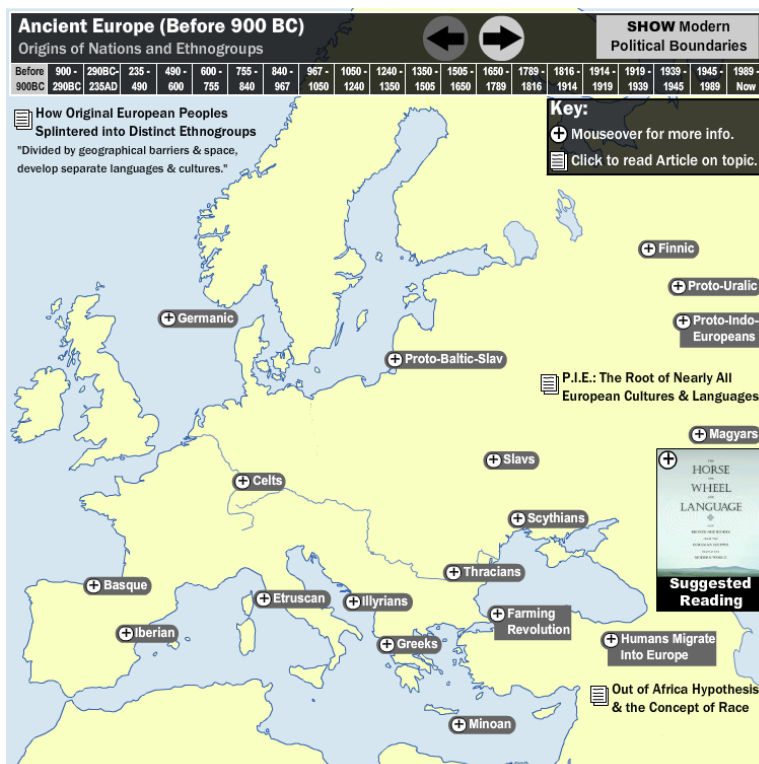 Ancient Europe (Before 900 BC)
Origins of Nations and Ethnogroups
SHOW Modern
Political Boundaries
Before 900 - 290BC- 235 - 490 - 600 - 755 - 840 - 967 - 1050 - 1240 - 1350 - 1505 - 1650 - 1789 - 1816 - 1914 - 1919 - 1939 - 1945 - 1989 -
900BC 290BC 235AD 490 600 755 840 967 1050 1240 1350 1505 1650 1789 1816 1914 1919 1939 1945 1989 Now
How Original European Peoples
Splintered into Distinct Ethnogroups
"Divided by geographical barriers & space,
develop separate languages & cultures."
Key:
Mouseover for more info.
Click to read Article on topic.
Finnic
Proto-Uralic
Germanic
Proto-Indo-
Europeans
Proto-Baltic-Slav
P.I.E.: The Root of Nearly All
European Cultures & Languages
Magyars
Slavs
THE
HORSE
THE
WHEEL
AND
LANGUAGE
Celts
Scythians
Thracians
Suggested
Reading
Basque
Etruscan
Illyrians
Farming
Revolution
Iberian
Greeks
Humans Migrate
Into Europe
Out of Africa Hypothesis
& the Concept of Race
Minoan